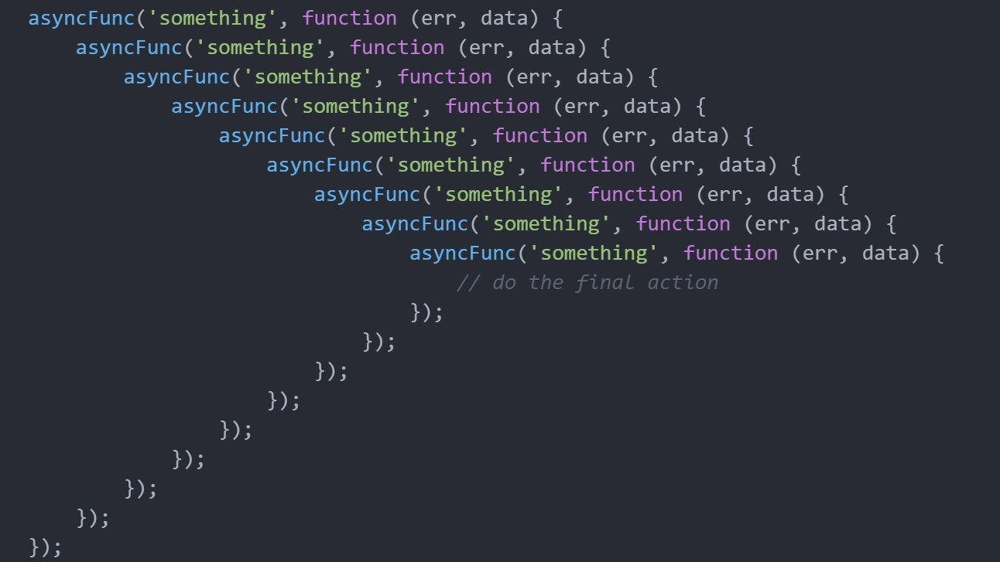 asyncFunc('something', function (err, data) {
    asyncFunc('something', function (err, data) {
        asyncFunc('something', function (err, data) {
            asyncFunc('something', function (err, data) {
                asyncFunc('something', function (err, data) {
                    asyncFunc('something', function (err, data) {
                        asyncFunc('something', function (err, data) {
                            asyncFunc('something', function (err, data) {
                                asyncFunc('something', function (err, data) {
                                    // do the final action
                                });
                            });
                        });
                    });
                });
            });
        });
    });
});